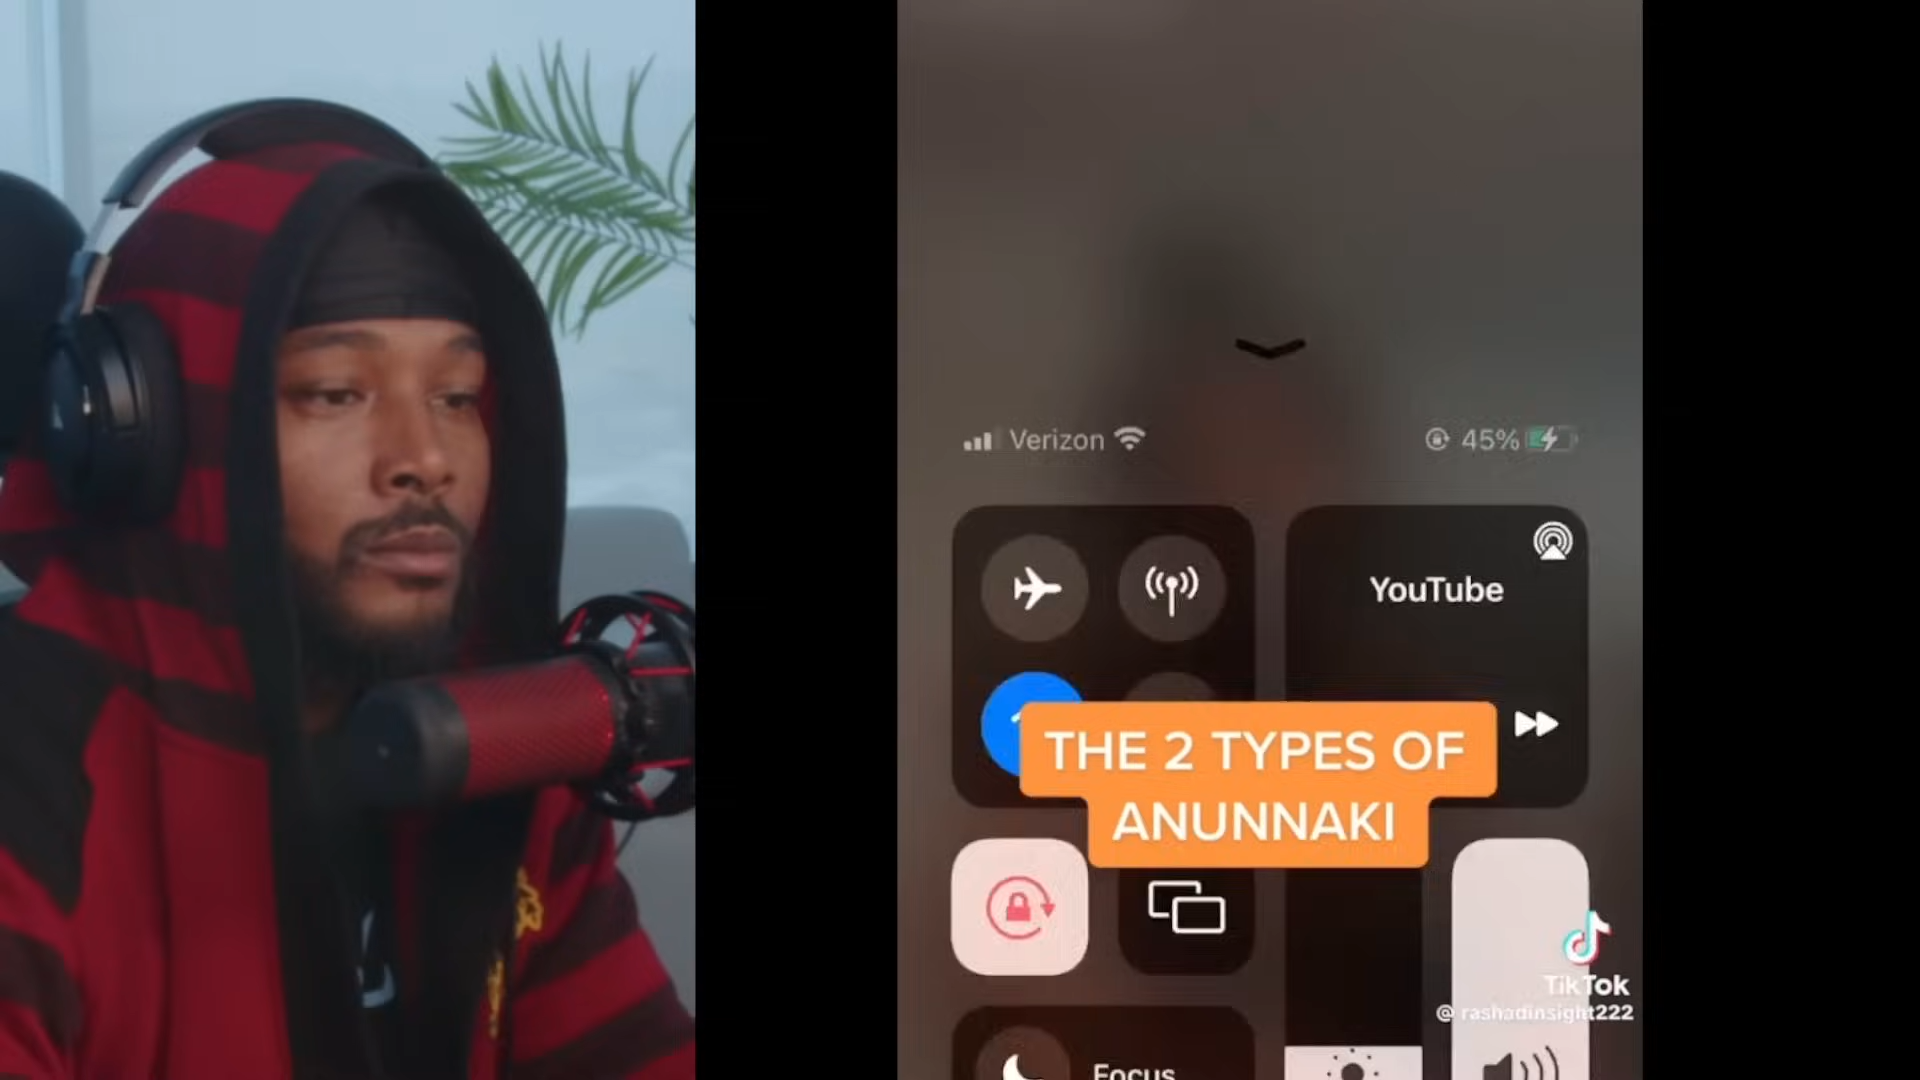 Verizon
45%
YouTube
THE 2 TYPES OF
ANUNNAKI
TikTok
@ rashadinsight222
Focus